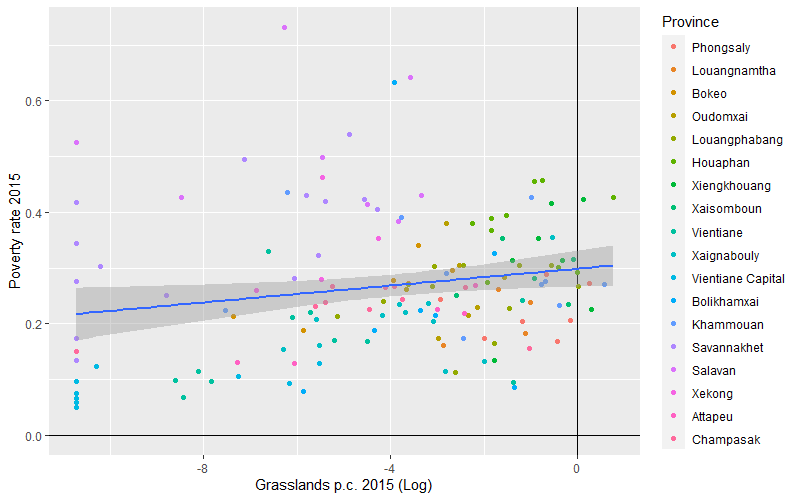 Province
Phongsaly
Louangnamtha
Bokeo
Oudomxai
Louangphabang
Houaphan
Xiengkhouang
Xaisomboun
Vientiane
Xaignabouly
Vientiane Capital
Bolikhamxai
Khammouan
Savannakhet
Salavan
Xekong
Attapeu
Champasak
Poverty rate 2015
0.6
0.4
0.2
0.0
-8 -4 0
Grasslands p.c. 2015 (Log)